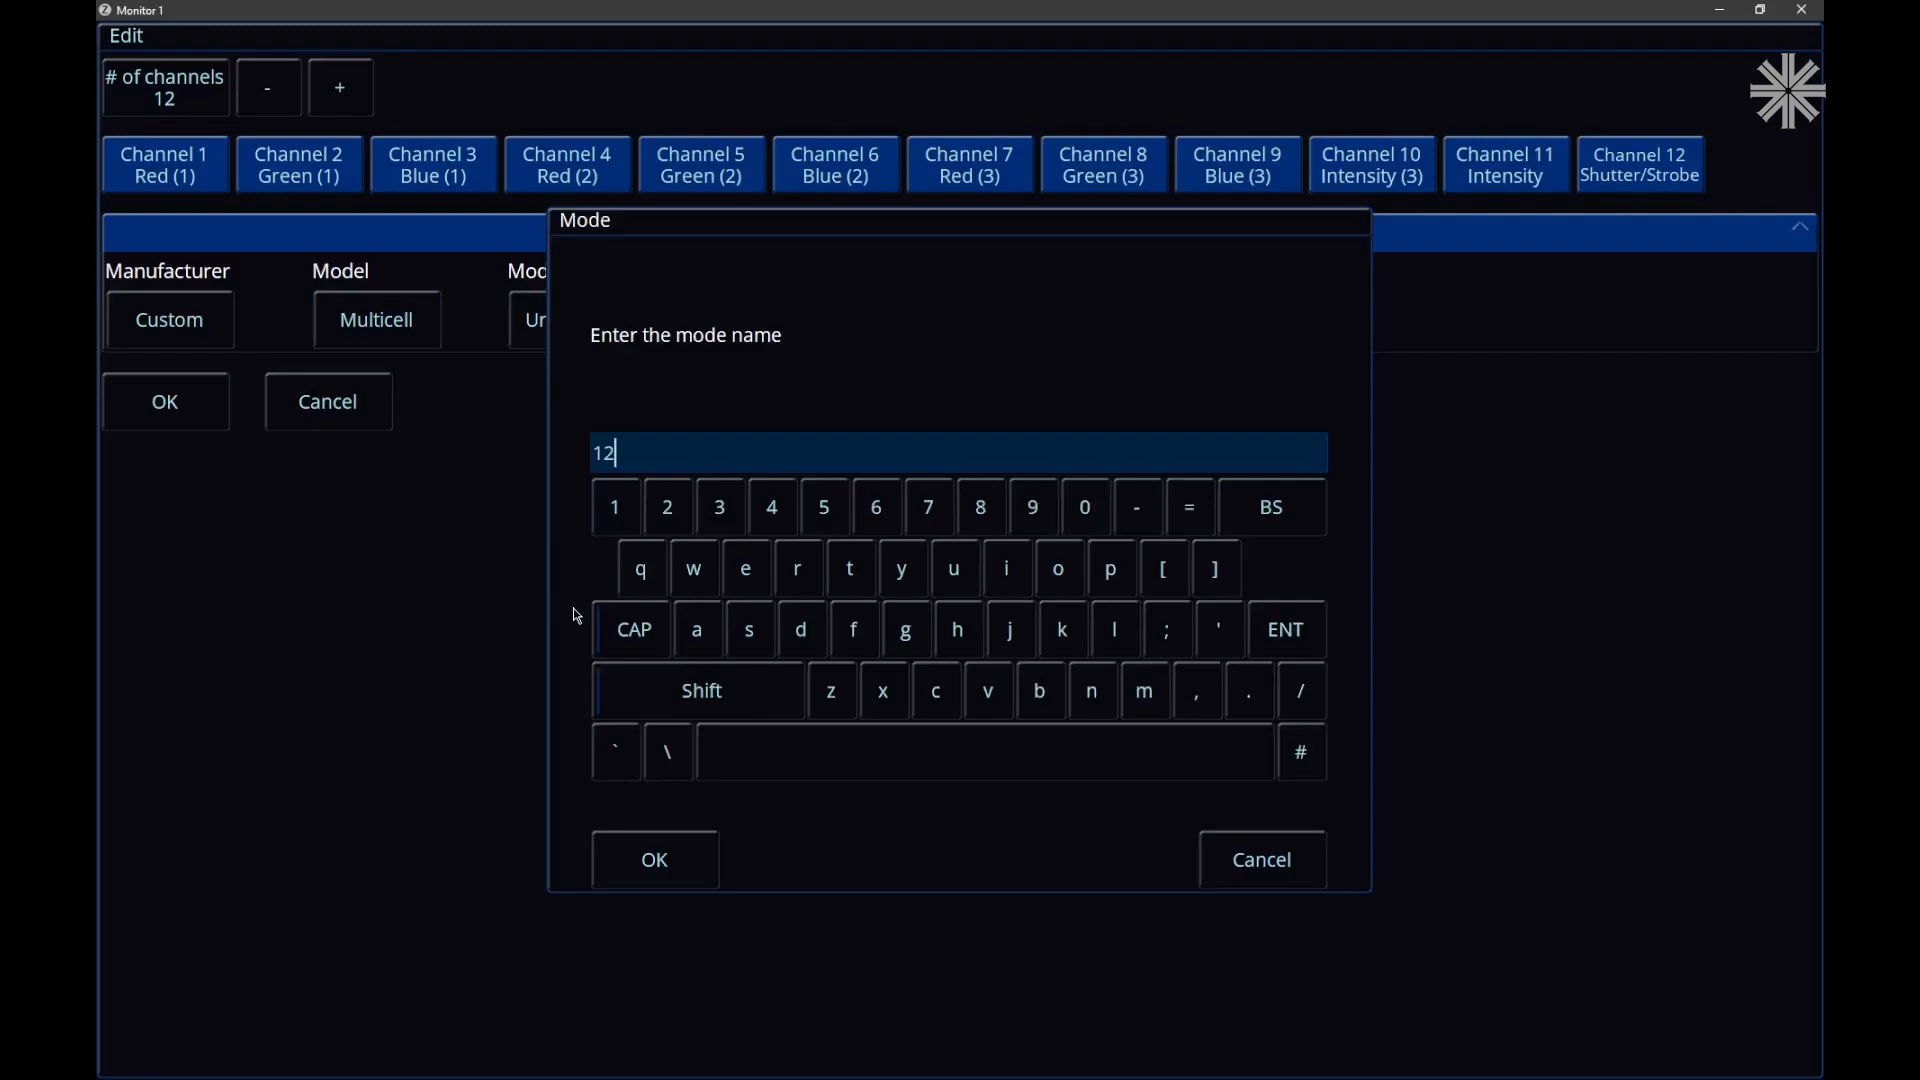 Monitor 1
Edit
# of channels
12
-
+
Channel 1
Red (1)
Channel 2
Green (1)
Channel 3
Blue (1)
Channel 4
Red (2)
Channel 5
Green (2)
Channel 6
Blue (2)
Channel 7
Red (3)
Channel 8
Green (3)
Channel 9
Blue (3)
Channel 10
Intensity (3)
Channel 11
Intensity
Channel 12
Shutter/Strobe
Manufacturer
Model
Mod
Custom
Multicell
Un
OK
Cancel
Mode
Enter the mode name
12
1 2 3 4 5 6 7 8 9 0 - = BS
q w e r t y u i o p [ ]
CAP a s d f g h j k l ; ' ENT
Shift z x c v b n m , . /
` \ #
OK
Cancel